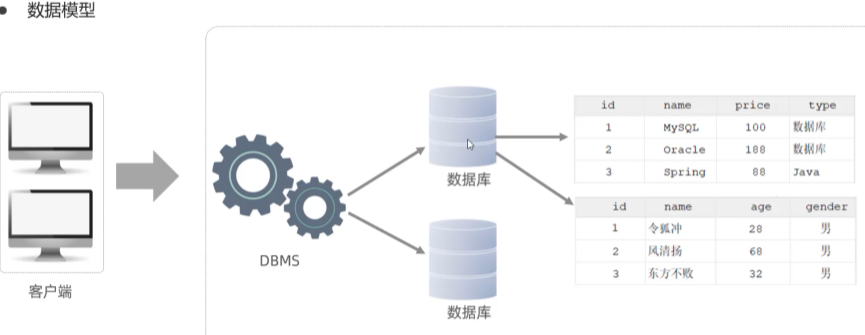 数据模型
客户端
DBMS
数据库
数据库
id name price type
1 MySQL 100 数据库
2 Oracle 188 数据库
3 Spring 88 Java
id name age gender
1 令狐冲 28 男
2 风清扬 68 男
3 东方不败 32 男